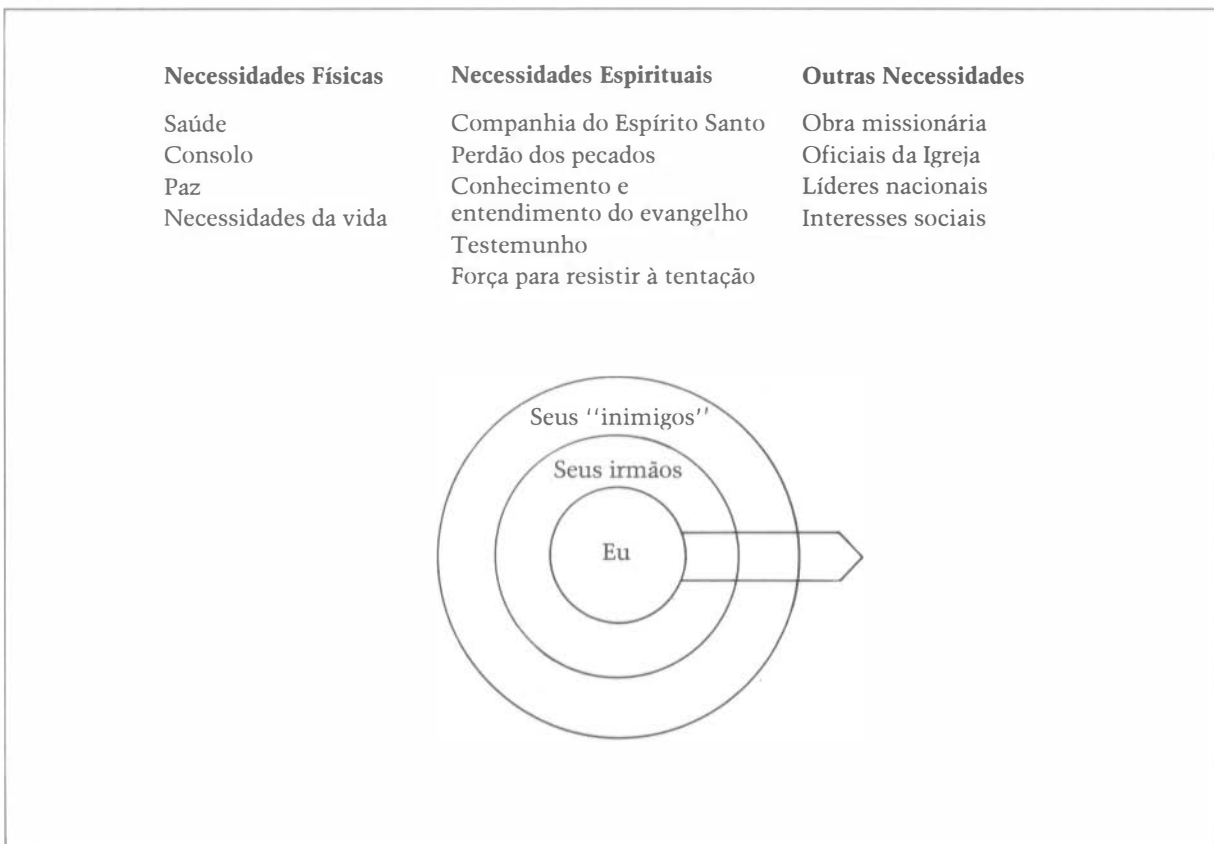 Necessidades Físicas
Saúde
Consolo
Paz
Necessidades da vida
Necessidades Espirituais
Companhia do Espírito Santo
Perdão dos pecados
Conhecimento e
entendimento do evangelho
Testemunho
Força para resistir à tentação
Outras Necessidades
Obra missionária
Oficiais da Igreja
Líderes nacionais
Interesses sociais
Seus ''inimigos''
Seus irmãos
Eu